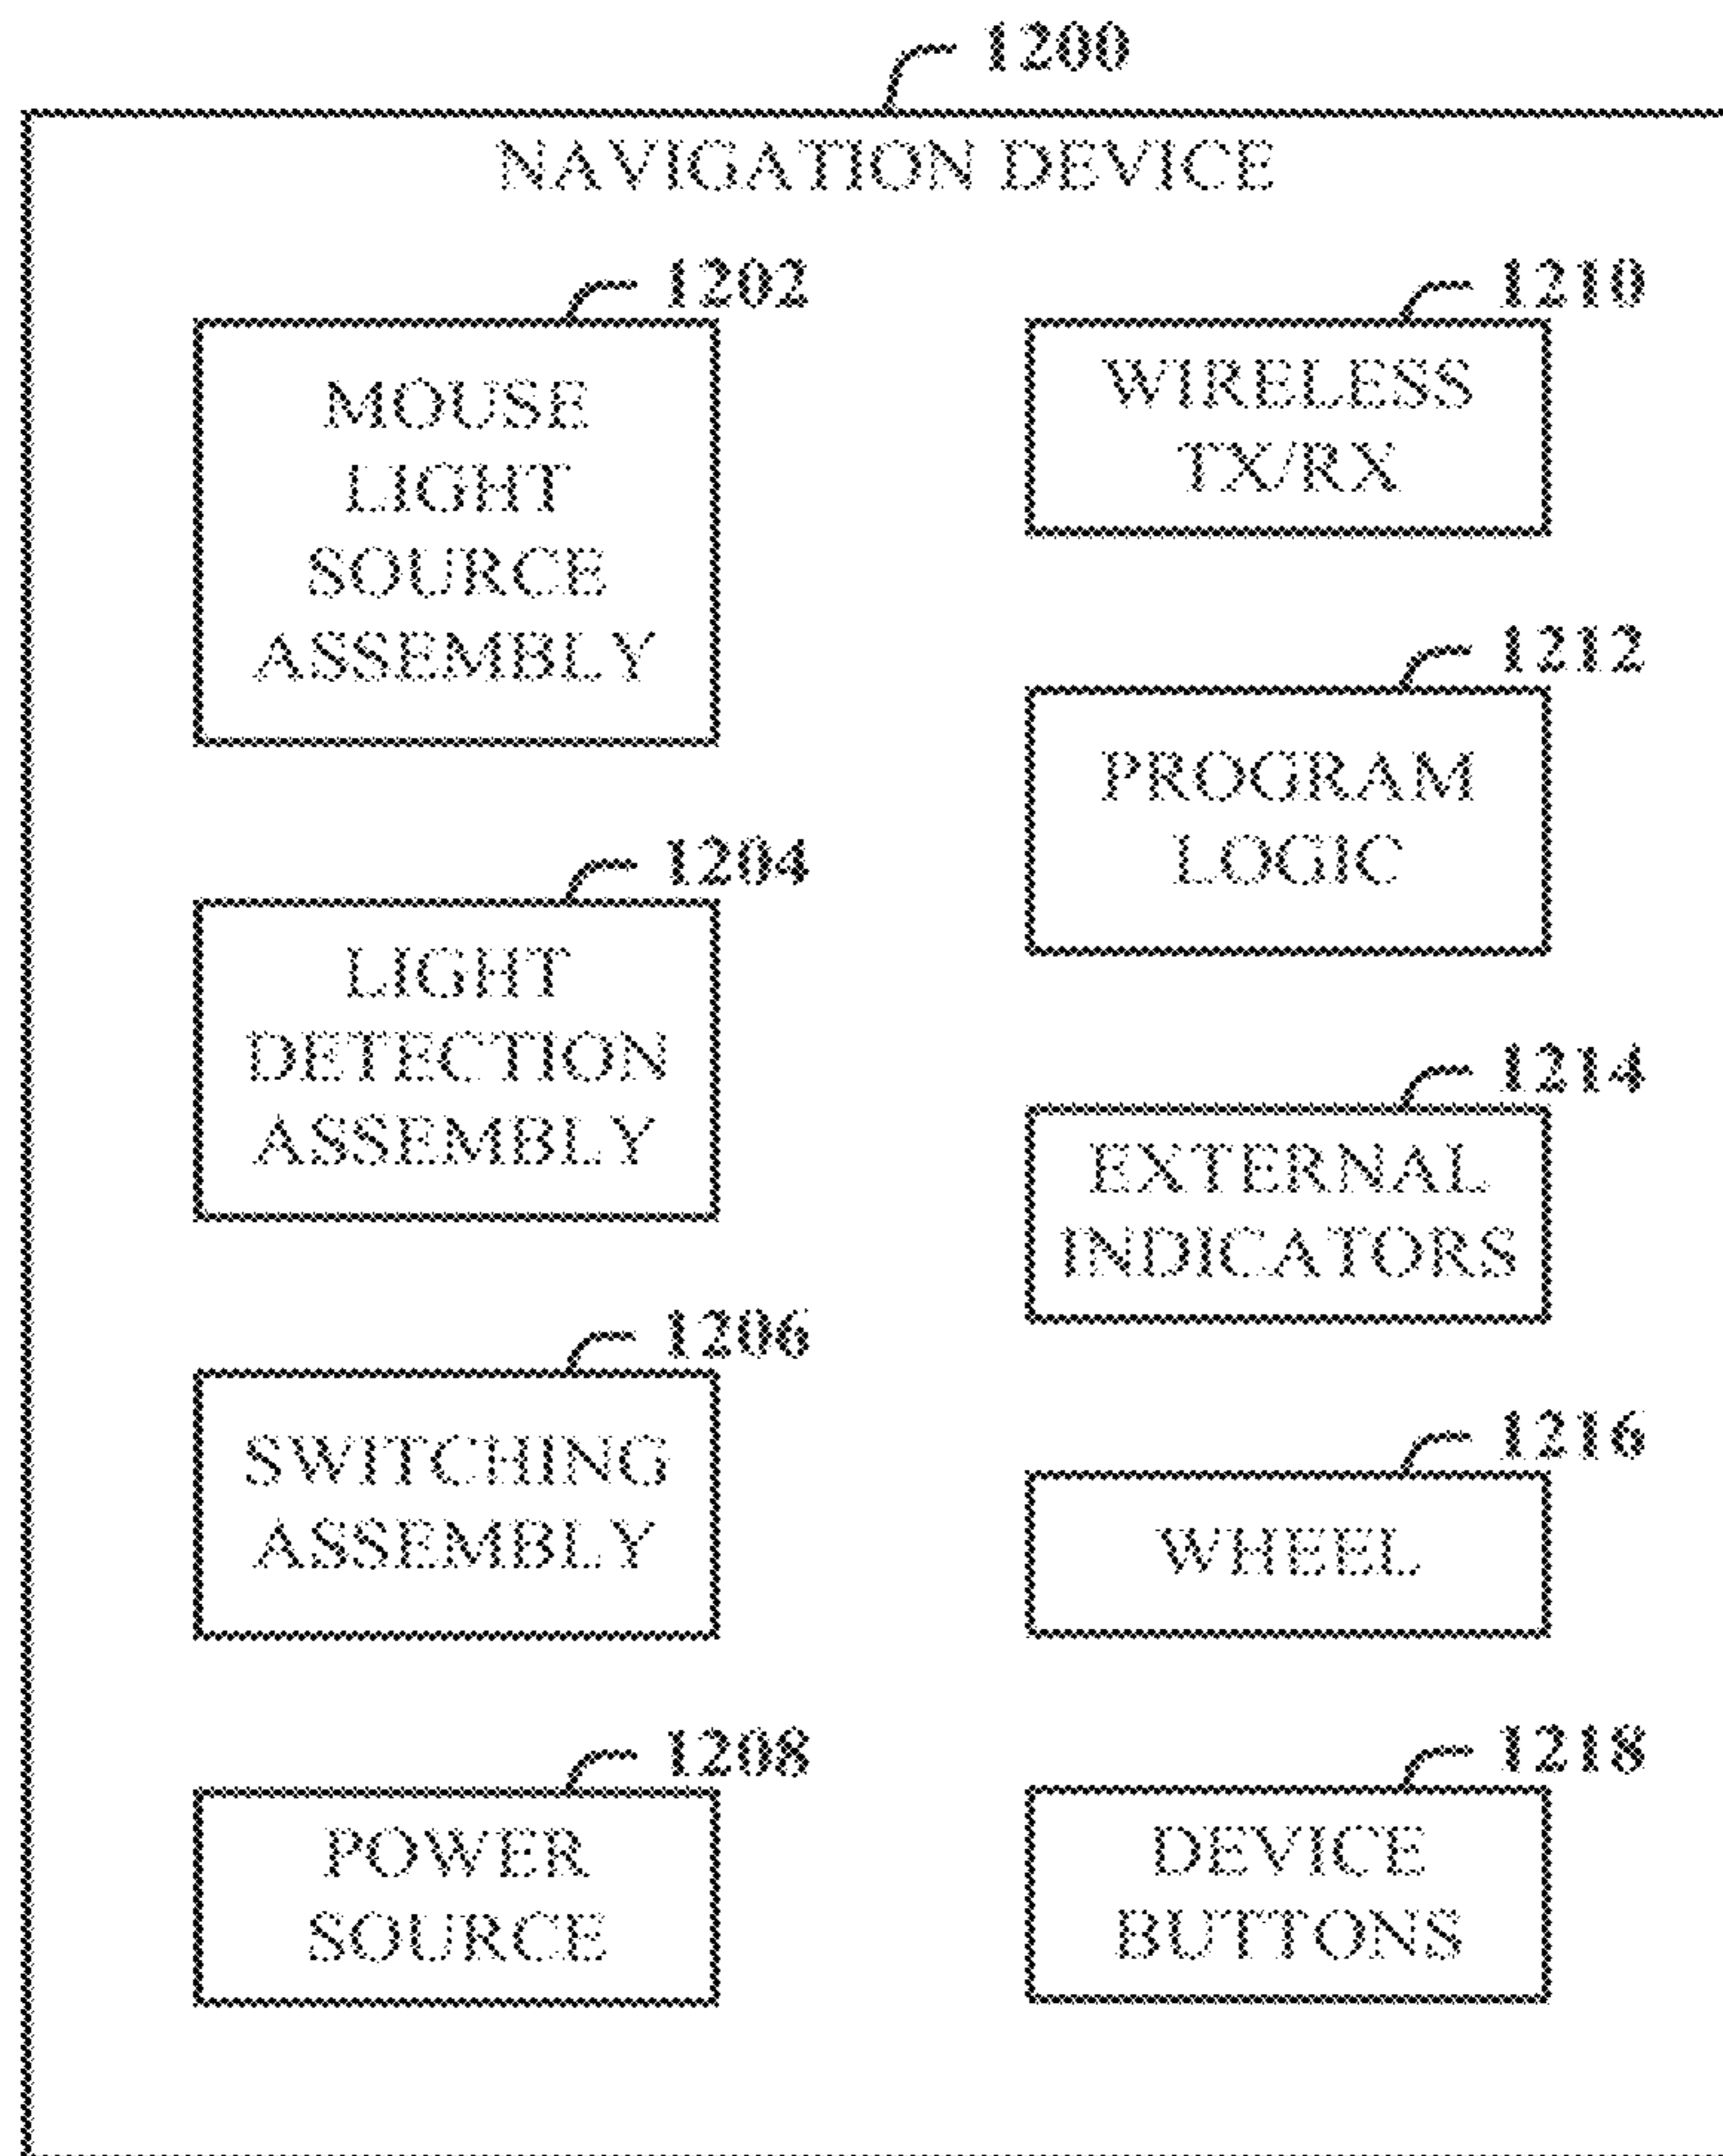 1200
NAVIGATION DEVICE
1202
MOUSE
LIGHT
SOURCE
ASSEMBLY
1204
LIGHT
DETECTION
ASSEMBLY
1206
SWITCHING
ASSEMBLY
1208
POWER
SOURCE
1210
WIRELESS
TX/RX
1212
PROGRAM
LOGIC
1214
EXTERNAL
INDICATORS
1216
WHEEL
1218
DEVICE
BUTTONS